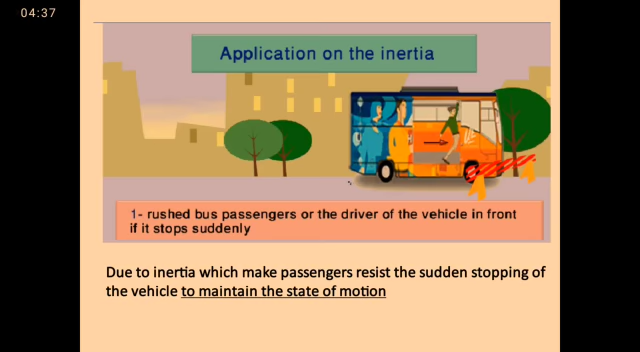 04:37
Application on the inertia
1- rushed bus passengers or the driver of the vehicle in front
if it stops suddenly
Due to inertia which make passengers resist the sudden stopping of
the vehicle to maintain the state of motion